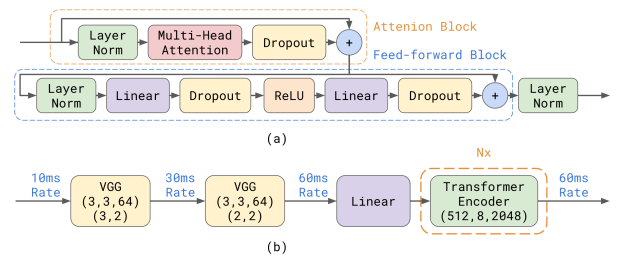 Attenion Block
Layer
Norm
Multi-Head
Attention
Dropout
+
Feed-forward Block
Layer
Norm
Linear
Dropout
ReLU
Linear
Dropout
+
Layer
Norm
(a)
Nx
10ms
Rate
VGG
(3,3,64)
(3,2)
30ms
Rate
VGG
(3,3,64)
(2,2)
60ms
Rate
Linear
Transformer
Encoder
(512,8,2048)
60ms
Rate
(b)